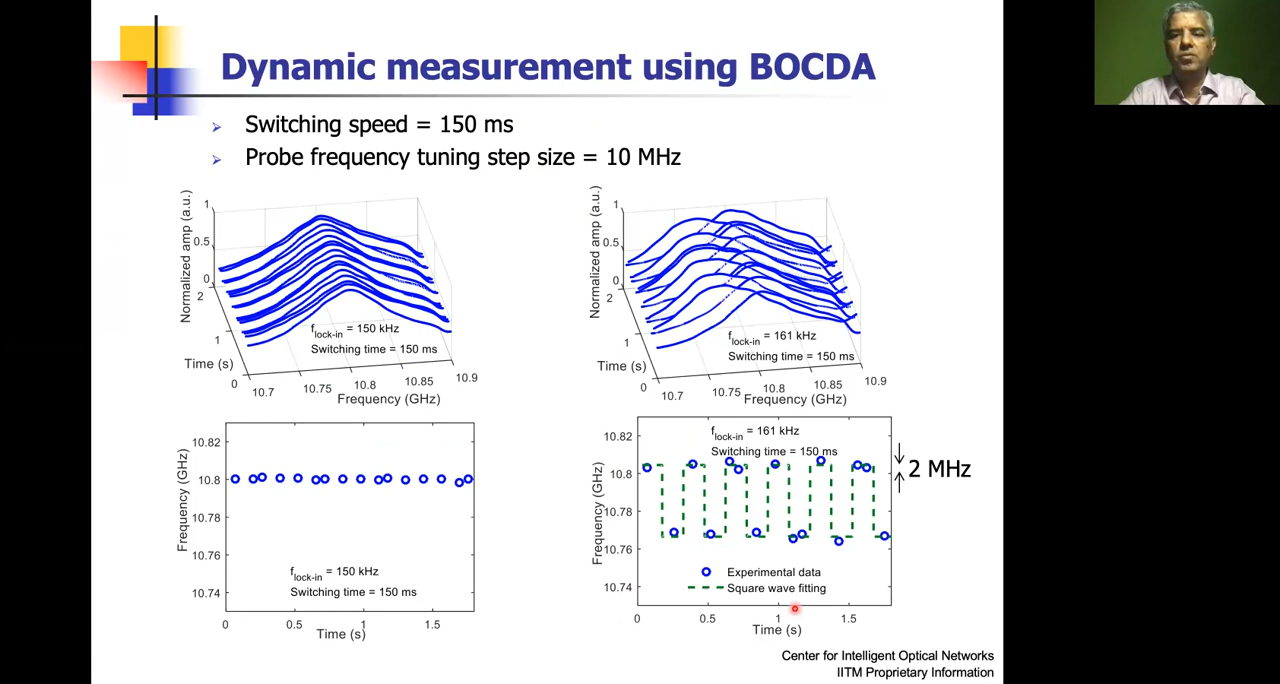 Dynamic measurement using BOCDA
Switching speed = 150 ms
Probe frequency tuning step size = 10 MHz
Normalized amp (a.u.)
1
0.5
0
2
1
0
Time (s)
10.7
10.75
10.8
10.85
10.9
Frequency (GHz)
flock-in = 150 kHz
Switching time = 150 ms
Normalized amp (a.u.)
1
0.5
0
2
1
0
Time (s)
10.7
10.75
10.8
10.85
10.9
Frequency (GHz)
flock-in = 161 kHz
Switching time = 150 ms
Frequency (GHz)
10.82
10.8
10.78
10.76
10.74
flock-in = 150 kHz
Switching time = 150 ms
0
0.5
1
1.5
Time (s)
Frequency (GHz)
10.82
10.8
10.78
10.76
10.74
flock-in = 161 kHz
Switching time = 150 ms
2 MHz
Experimental data
Square wave fitting
0
0.5
1
1.5
Time (s)
Center for Intelligent Optical Networks
IITM Proprietary Information